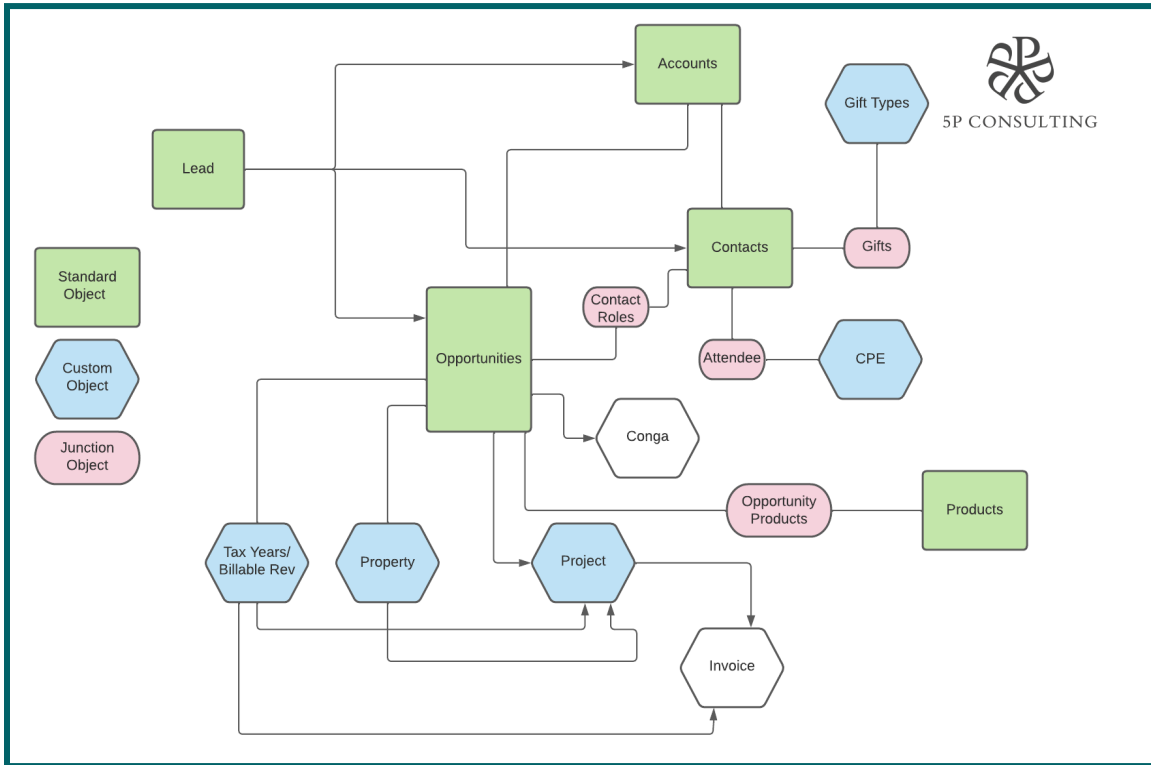 Accounts
Gift Types
5P CONSULTING
Lead
Contacts
Gifts
Standard
Object
Contact
Roles
Opportunities
Attendee
CPE
Custom
Object
Conga
Junction
Object
Opportunity
Products
Products
Tax Years/
Billable Rev
Property
Project
Invoice